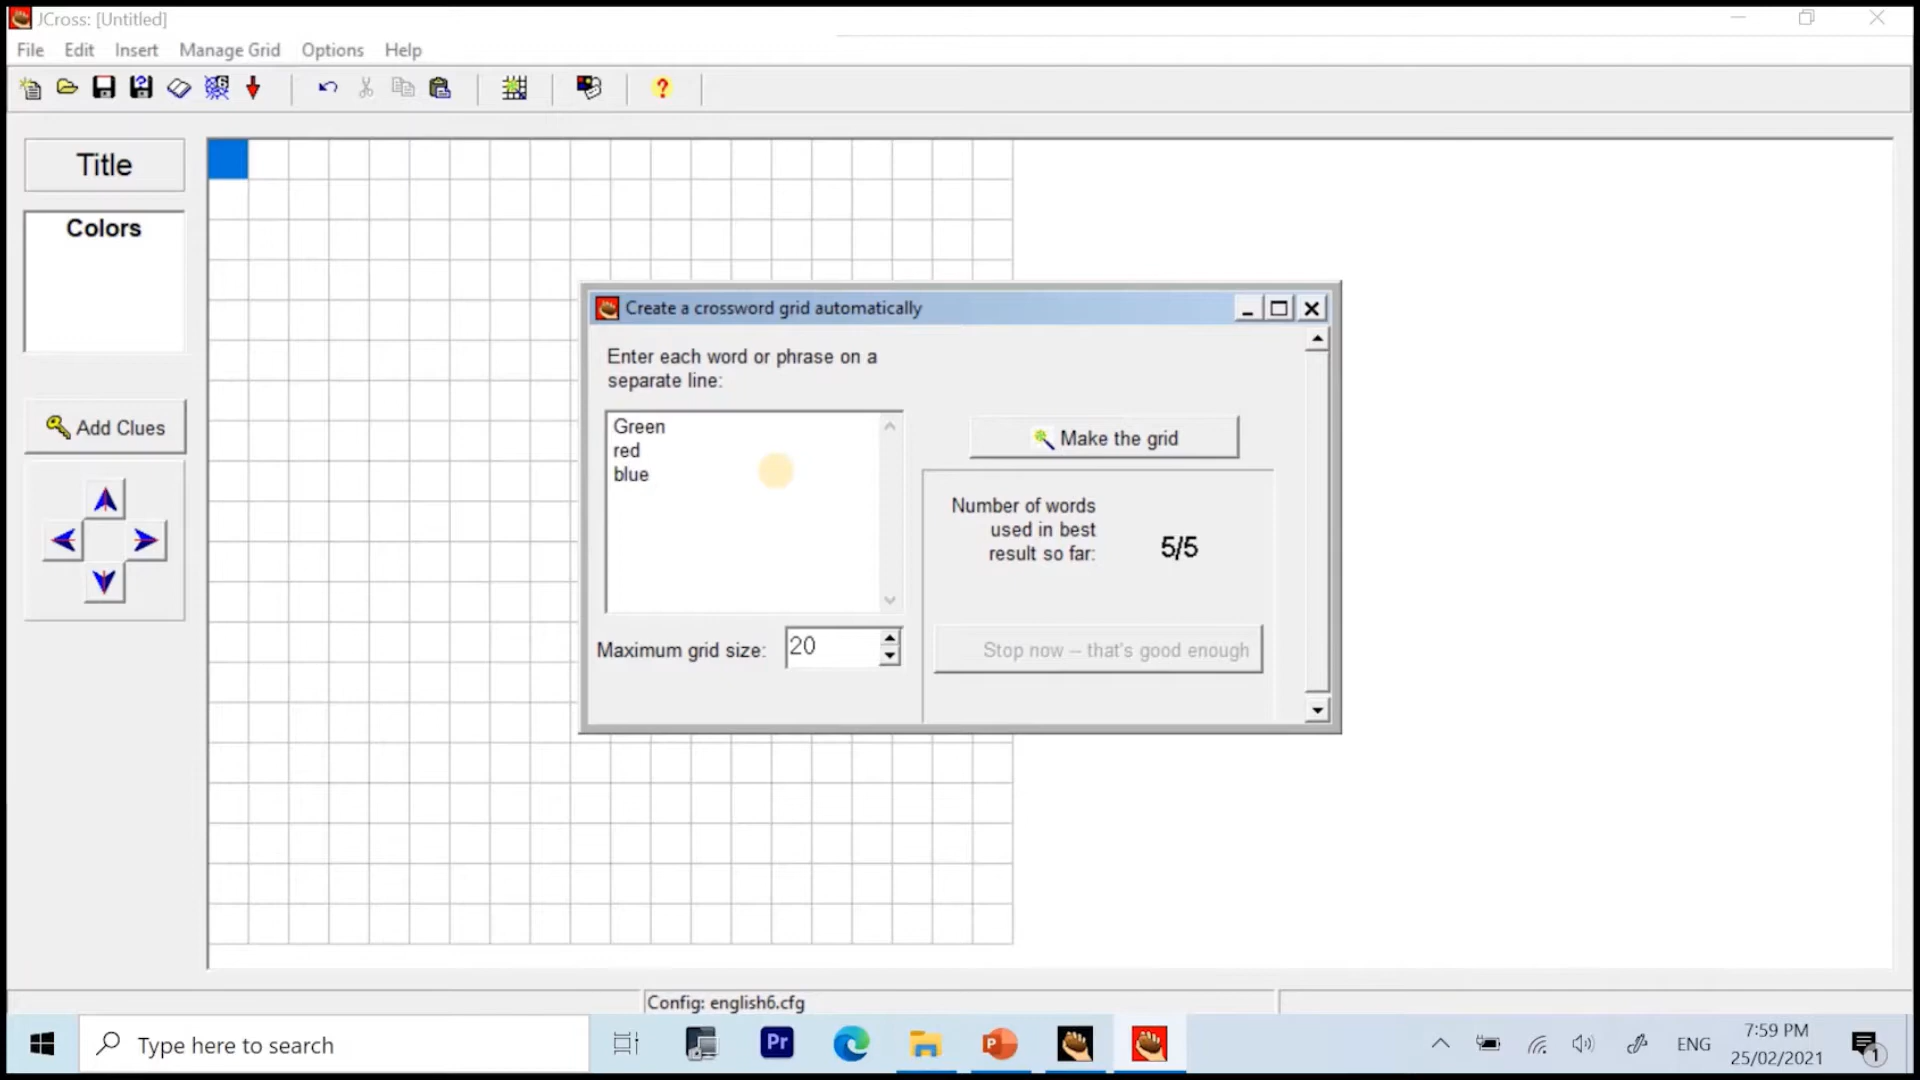 JCross: [Untitled]
File Edit Insert Manage Grid Options Help
Title
Colors
Add Clues
Create a crossword grid automatically
Enter each word or phrase on a
separate line:
Green
red
blue
Make the grid
Number of words
used in best
result so far:
5/5
Maximum grid size: 20
Stop now -- that's good enough
Config: english6.cfg
Type here to search
Pr
ENG
7:59 PM
25/02/2021
1